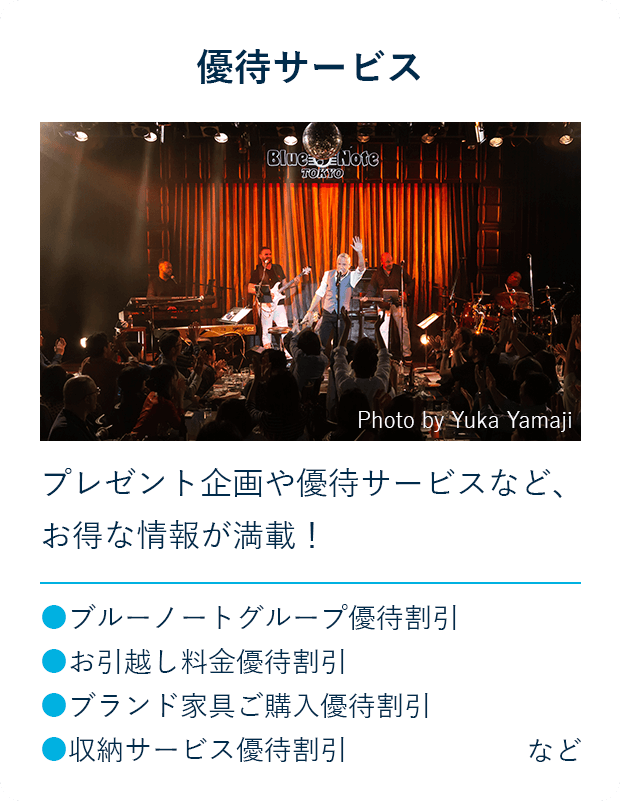 優待サービス
Blue Note
TOKYO
Photo by Yuka Yamaji
プレゼント企画や優待サービスなど、
お得な情報が満載！
●ブルーノートグループ優待割引
●お引越し料金優待割引
●ブランド家具ご購入優待割引
●収納サービス優待割引 など